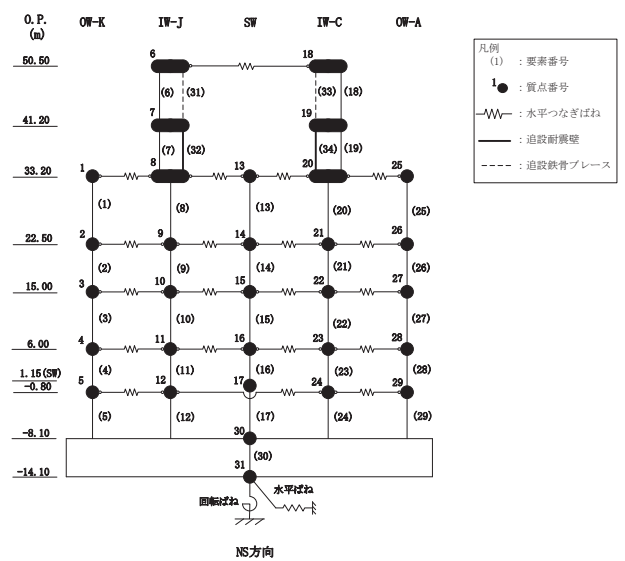 O.P. OW-K IW-J SW IW-C OW-A
(m)
凡例
(1) : 要素番号
1 : 質点番号
: 水平つなぎばね
: 追設耐震壁
: 追設鉄骨ブレース
50.50 6 18
(6) (31) (33) (18)
41.20 7 19
(7) (32) (34) (19)
33.20 1 8 13 20 25
(1) (8) (13) (20) (25)
22.50 2 9 14 21 26
(2) (9) (14) (21) (26)
15.00 3 10 15 22 27
(3) (10) (15) (22) (27)
6.00 4 11 16 23 28
(4) (11) (16) (23) (28)
1.15(SW) 17
-0.80 5 12 24 29
(5) (12) (17) (24) (29)
-8.10 30
(30)
-14.10 31
水平ばね
回転ばね
NS方向